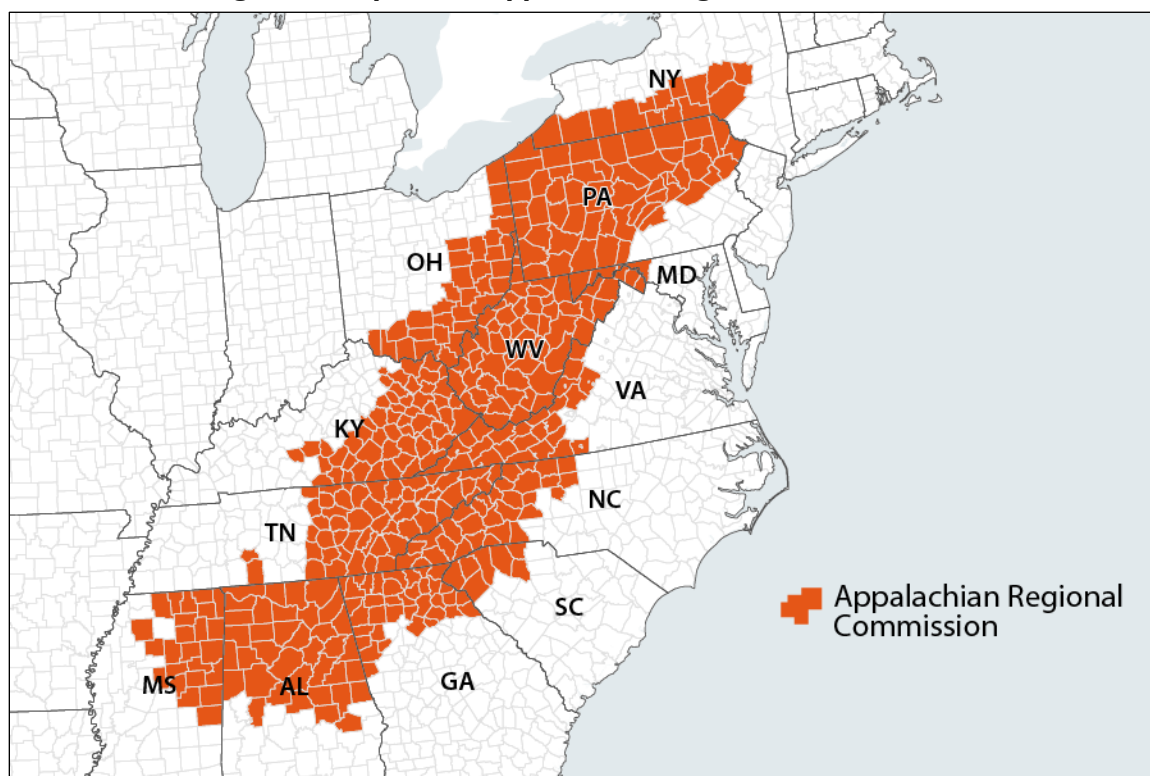 NY
PA
OH
MD
WV
VA
KY
NC
TN
SC
Appalachian Regional
Commission
MS
AL
GA